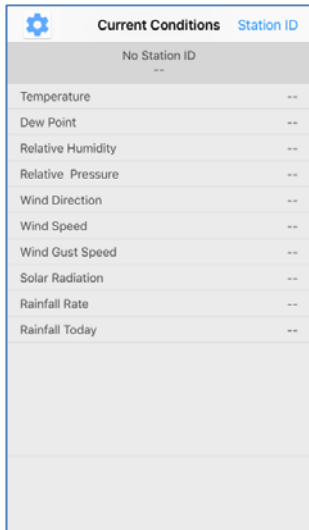 Current Conditions Station ID
No Station ID
--
Temperature --
Dew Point --
Relative Humidity --
Relative Pressure --
Wind Direction --
Wind Speed --
Wind Gust Speed --
Solar Radiation --
Rainfall Rate --
Rainfall Today --